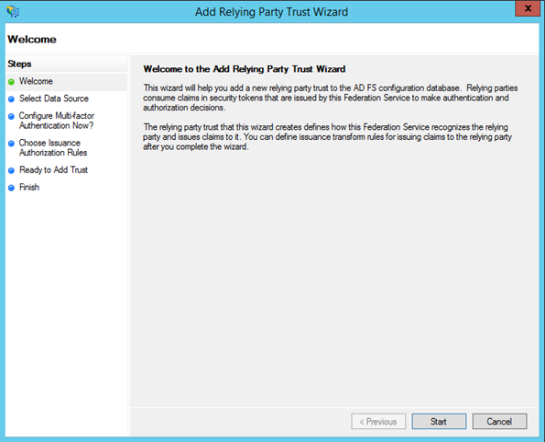 Add Relying Party Trust Wizard
x
Welcome
Steps
Welcome
Select Data Source
Configure Multi-factor
Authentication Now?
Choose Issuance
Authorization Rules
Ready to Add Trust
Finish
Welcome to the Add Relying Party Trust Wizard
This wizard will help you add a new relying party trust to the AD FS configuration database. Relying parties
consume claims in security tokens that are issued by this Federation Service to make authentication and
authorization decisions.
The relying party trust that this wizard creates defines how this Federation Service recognizes the relying
party and issues claims to it. You can define issuance transform rules for issuing claims to the relying party
after you complete the wizard.
< Previous
Start
Cancel